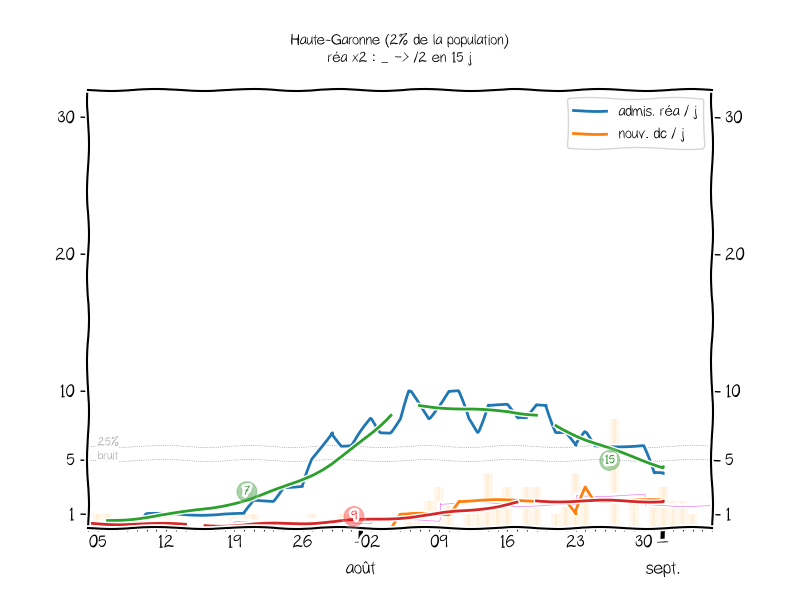 Haute-Garonne (2% de la population)
réa x2 : _ -> /2 en 15 j
admis. réa / j
nouv. dc / j
30
30
20
20
10
10
25%
bruit
5
5
1
1
7
9
15
05 12 19 26 02 09 16 23 30
août sept.